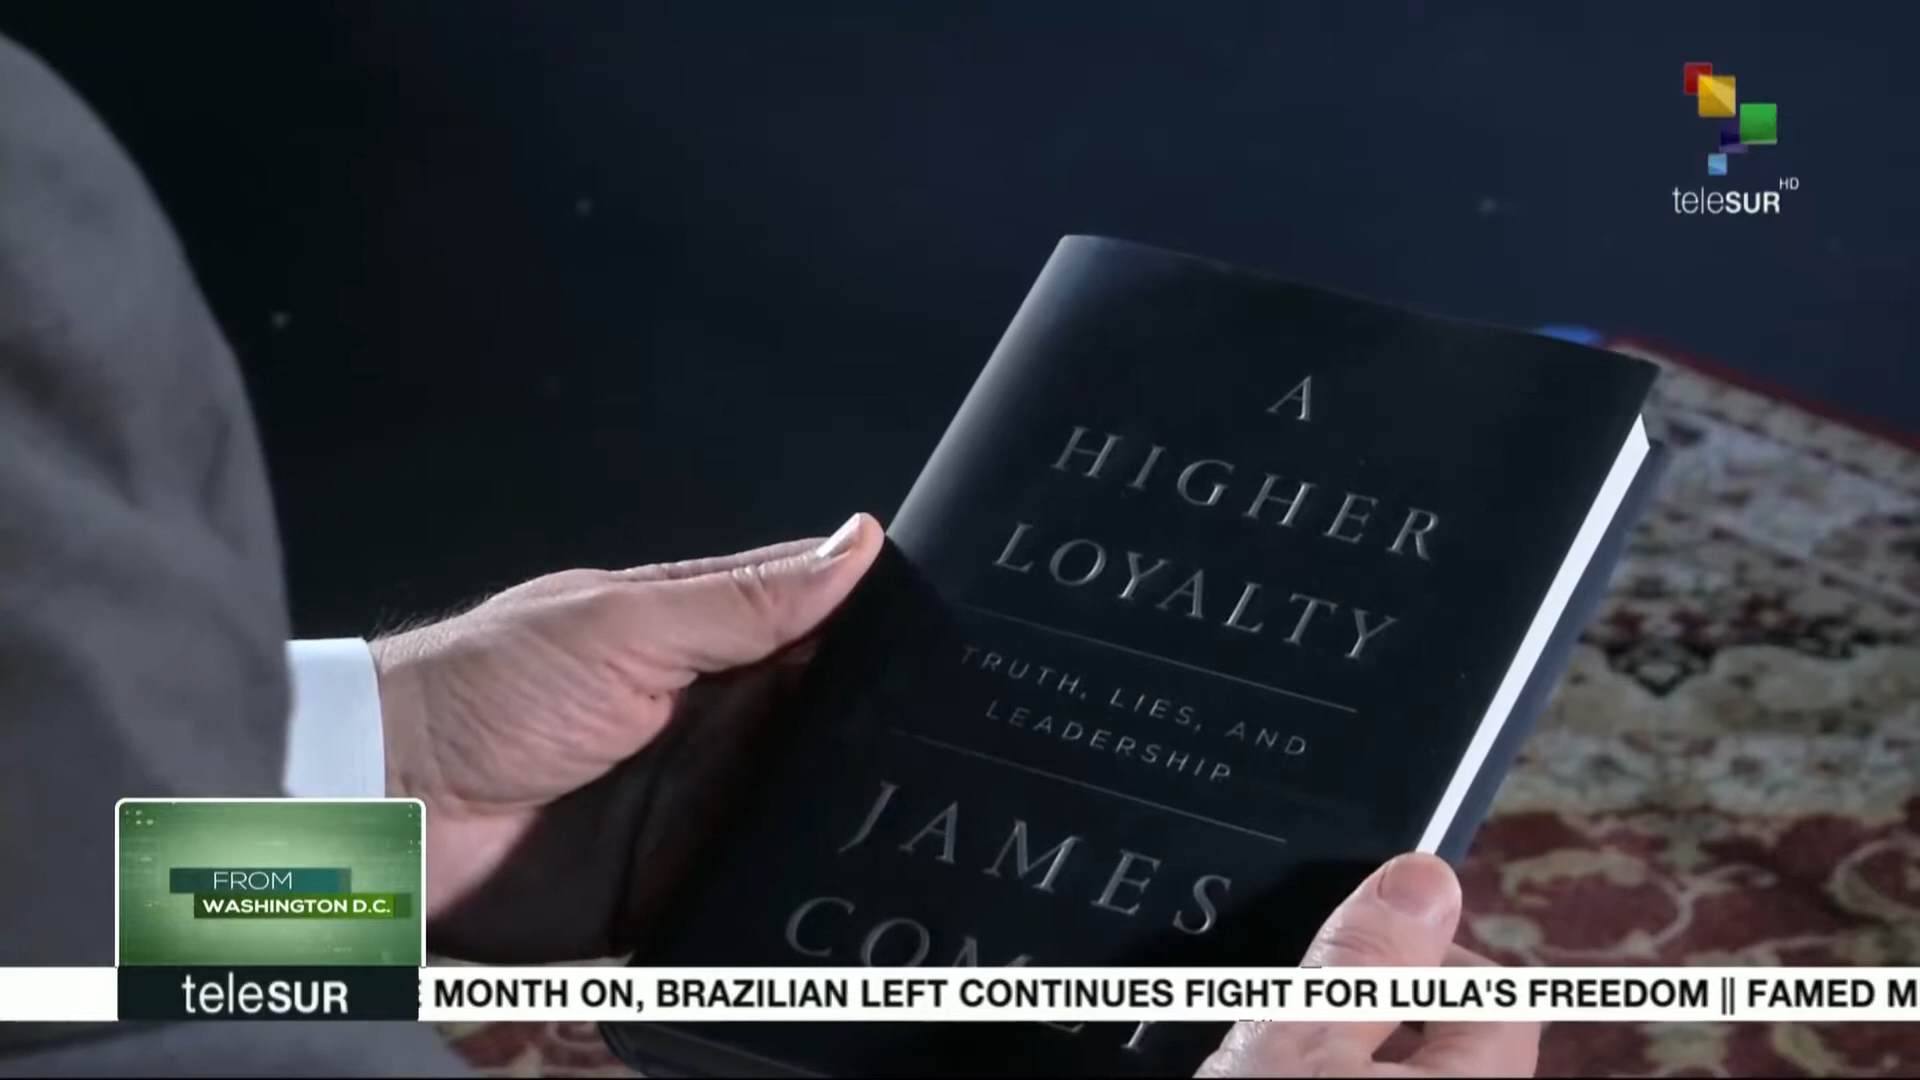 teleSUR HD
A
HIGHER
LOYALTY
TRUTH, LIES, AND
LEADERSHIP
JAMES
COMEY
FROM
WASHINGTON D.C.
teleSUR
MONTH ON, BRAZILIAN LEFT CONTINUES FIGHT FOR LULA'S FREEDOM || FAMED M